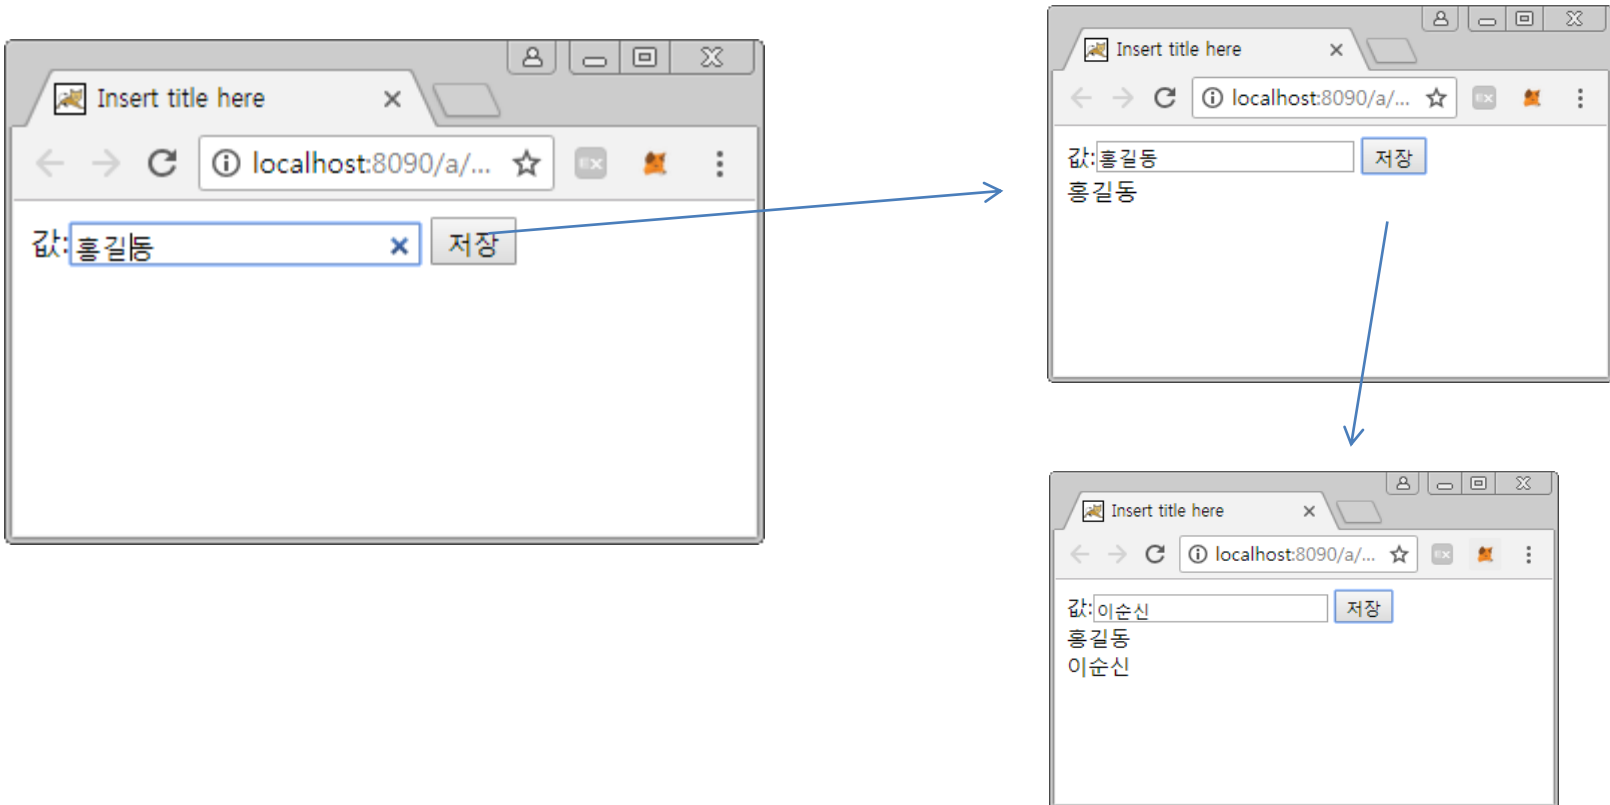 Insert title here
localhost:8090/a/...
값:홍길동 저장
Insert title here
localhost:8090/a/...
값:홍길동 저장
홍길동
Insert title here
localhost:8090/a/...
값:이순신 저장
홍길동
이순신